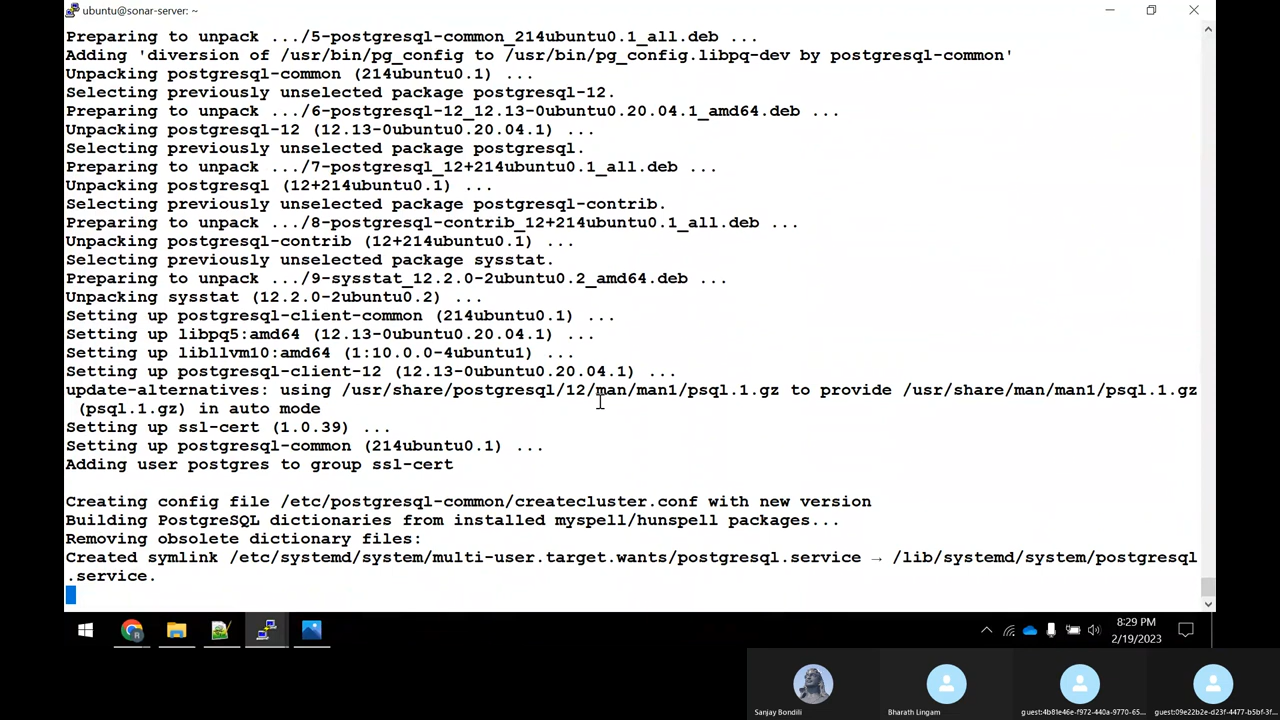 ubuntu@sonar-server: ~
Preparing to unpack .../5-postgresql-common_214ubuntu0.1_all.deb ...
Adding 'diversion of /usr/bin/pg_config to /usr/bin/pg_config.libpq-dev by postgresql-common'
Unpacking postgresql-common (214ubuntu0.1) ...
Selecting previously unselected package postgresql-12.
Preparing to unpack .../6-postgresql-12_12.13-0ubuntu0.20.04.1_amd64.deb ...
Unpacking postgresql-12 (12.13-0ubuntu0.20.04.1) ...
Selecting previously unselected package postgresql.
Preparing to unpack .../7-postgresql_12+214ubuntu0.1_all.deb ...
Unpacking postgresql (12+214ubuntu0.1) ...
Selecting previously unselected package postgresql-contrib.
Preparing to unpack .../8-postgresql-contrib_12+214ubuntu0.1_all.deb ...
Unpacking postgresql-contrib (12+214ubuntu0.1) ...
Selecting previously unselected package sysstat.
Preparing to unpack .../9-sysstat_12.2.0-2ubuntu0.2_amd64.deb ...
Unpacking sysstat (12.2.0-2ubuntu0.2) ...
Setting up postgresql-client-common (214ubuntu0.1) ...
Setting up libpq5:amd64 (12.13-0ubuntu0.20.04.1) ...
Setting up libllvm10:amd64 (1:10.0.0-4ubuntu1) ...
Setting up postgresql-client-12 (12.13-0ubuntu0.20.04.1) ...
update-alternatives: using /usr/share/postgresql/12/man/man1/psql.1.gz to provide /usr/share/man/man1/psql.1.gz
(psql.1.gz) in auto mode
Setting up ssl-cert (1.0.39) ...
Setting up postgresql-common (214ubuntu0.1) ...
Adding user postgres to group ssl-cert
Creating config file /etc/postgresql-common/createcluster.conf with new version
Building PostgreSQL dictionaries from installed myspell/hunspell packages...
Removing obsolete dictionary files:
Created symlink /etc/systemd/system/multi-user.target.wants/postgresql.service → /lib/systemd/system/postgresql
.service.
8:29 PM
2/19/2023
Sanjay Bondili
Bharath Lingam
guest:4b81e46e-f972-440a-9770-65...
guest:09e22b2e-d23f-4477-b5bf-3f...